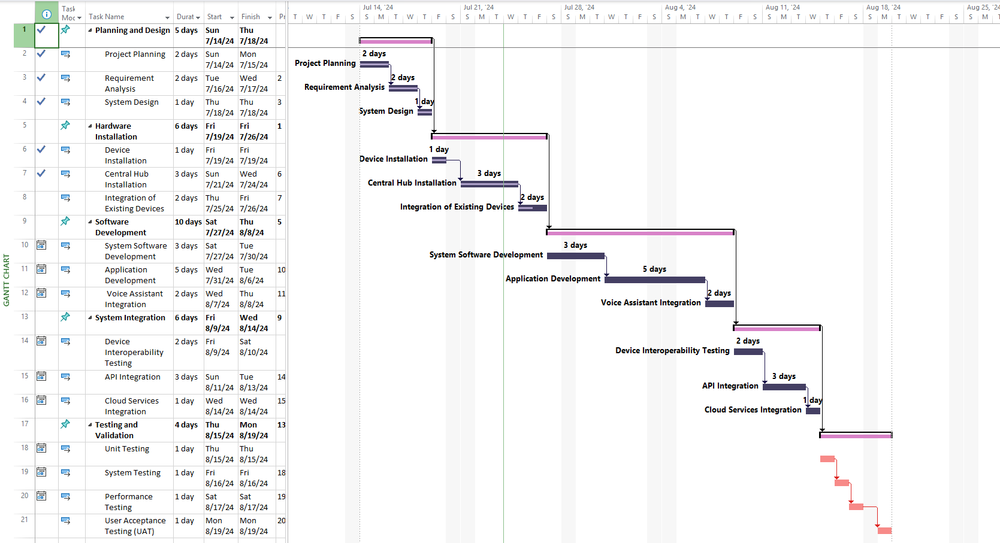 Jul 14, '24 Jul 21, '24 Jul 28, '24 Aug 4, '24 Aug 11, '24 Aug 18, '24 Aug 25, '24
Task Mod Task Name Durat Start Finish Pr
T W T F S S M T W T F S S M T W T F S S M T W T F S S M T W T F S S M T W T F S S M T W T F S S M
GANTT CHART
1 Planning and Design 5 days Sun Thu
7/14/24 7/18/24
2 Project Planning 2 days Sun Mon
7/14/24 7/15/24
3 Requirement 2 days Tue Wed 2
Analysis 7/16/24 7/17/24
4 System Design 1 day Thu Thu 3
7/18/24 7/18/24
5 Hardware 6 days Fri Fri 1
Installation 7/19/24 7/26/24
6 Device 1 day Fri Fri
Installation 7/19/24 7/19/24
7 Central Hub 3 days Sun Wed 6
Installation 7/21/24 7/24/24
8 Integration of 2 days Thu Fri 7
Existing Devices 7/25/24 7/26/24
9 Software 10 days Sat Thu 5
Development 7/27/24 8/8/24
10 System Software 3 days Sat Tue
Development 7/27/24 7/30/24
11 Application 5 days Wed Tue 10
Development 7/31/24 8/6/24
12 Voice Assistant 2 days Wed Thu 11
Integration 8/7/24 8/8/24
13 System Integration 6 days Fri Wed 9
8/9/24 8/14/24
14 Device 2 days Fri Sat
Interoperability 8/9/24 8/10/24
Testing
15 API Integration 3 days Sun Tue 14
8/11/24 8/13/24
16 Cloud Services 1 day Wed Wed 15
Integration 8/14/24 8/14/24
17 Testing and 4 days Thu Mon 13
Validation 8/15/24 8/19/24
18 Unit Testing 1 day Thu Thu
8/15/24 8/15/24
19 System Testing 1 day Fri Fri 18
8/16/24 8/16/24
20 Performance 1 day Sat Sat 19
Testing 8/17/24 8/17/24
21 User Acceptance 1 day Mon Mon 20
Testing (UAT) 8/19/24 8/19/24
2 days
Project Planning
2 days
Requirement Analysis
1 day
System Design
1 day
Device Installation
3 days
Central Hub Installation
2 days
Integration of Existing Devices
3 days
System Software Development
5 days
Application Development
2 days
Voice Assistant Integration
2 days
Device Interoperability Testing
3 days
API Integration
1 day
Cloud Services Integration